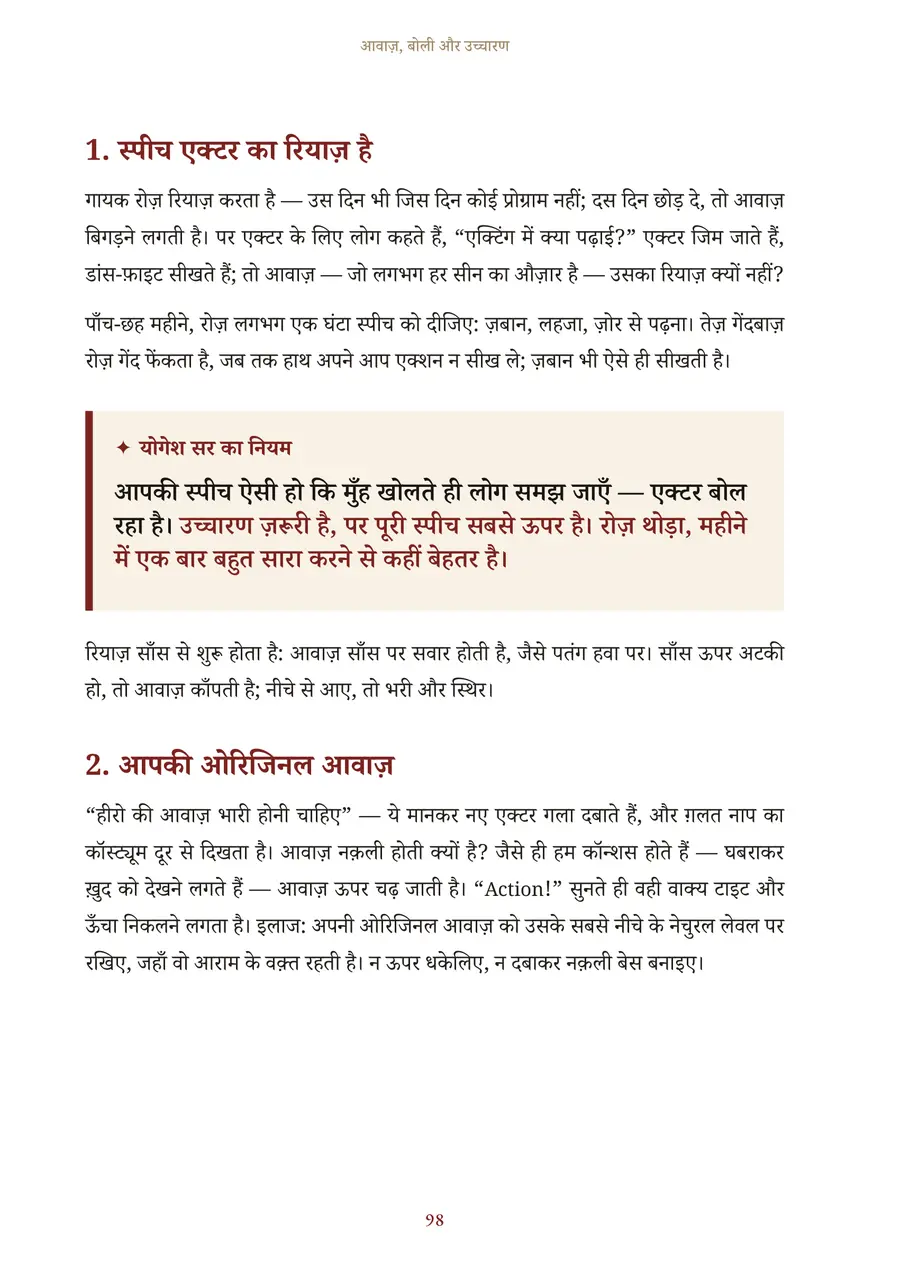 आवाज़, बोली और उच्चारण
1. स्पीच एक्टर का रियाज़ है
गायक रोज़ रियाज़ करता है — उस दिन भी जिस दिन कोई प्रोग्राम नहीं; दस दिन छोड़ दे, तो आवाज़
बिगड़ने लगती है। पर एक्टर के लिए लोग कहते हैं, “एक्टिंग में क्या पढ़ाई?” एक्टर जिम जाते हैं,
डांस-फ़ाइट सीखते हैं; तो आवाज़ — जो लगभग हर सीन का औज़ार है — उसका रियाज़ क्यों नहीं?
पाँच-छह महीने, रोज़ लगभग एक घंटा स्पीच को दीजिए: ज़बान, लहजा, ज़ोर से पढ़ना। तेज़ गेंदबाज़
रोज़ गेंद फेंकता है, जब तक हाथ अपने आप एक्शन न सीख ले; ज़बान भी ऐसे ही सीखती है।
✦ योगेश सर का नियम
आपकी स्पीच ऐसी हो कि मुँह खोलते ही लोग समझ जाएँ — एक्टर बोल
रहा है। उच्चारण ज़रूरी है, पर पूरी स्पीच सबसे ऊपर है। रोज़ थोड़ा, महीने
में एक बार बहुत सारा करने से कहीं बेहतर है।
रियाज़ साँस से शुरू होता है: आवाज़ साँस पर सवार होती है, जैसे पतंग हवा पर। साँस ऊपर अटकी
हो, तो आवाज़ काँपती है; नीचे से आए, तो भरी और स्थिर।
2. आपकी ओरिजिनल आवाज़
“हीरो की आवाज़ भारी होनी चाहिए” — ये मानकर नए एक्टर गला दबाते हैं, और ग़लत नाप का
कॉस्ट्यूम दूर से दिखता है। आवाज़ नक़ली होती क्यों है? जैसे ही हम कॉन्शस होते हैं — घबराकर
ख़ुद को देखने लगते हैं — आवाज़ ऊपर चढ़ जाती है। “Action!” सुनते ही वही वाक्य टाइट और
ऊँचा निकलने लगता है। इलाज: अपनी ओरिजिनल आवाज़ को उसके सबसे नीचे के नेचुरल लेवल पर
रखिए, जहाँ वो आराम के वक़्त रहती है। न ऊपर धकेलिए, न दबाकर नक़ली बेस बनाइए।
98